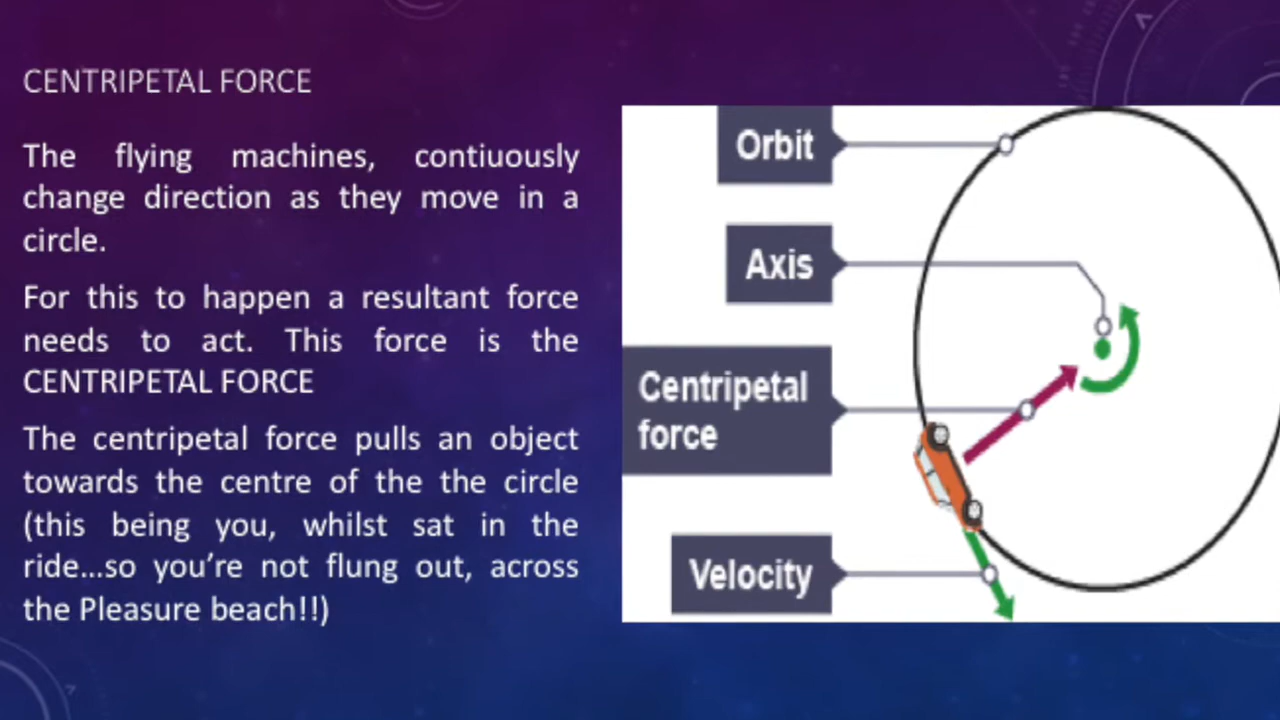 CENTRIPETAL FORCE
The flying machines, contiuously
change direction as they move in a
circle.
For this to happen a resultant force
needs to act. This force is the
CENTRIPETAL FORCE
The centripetal force pulls an object
towards the centre of the the circle
(this being you, whilst sat in the
ride...so you’re not flung out, across
the Pleasure beach!!)
Orbit
Axis
Centripetal
force
Velocity